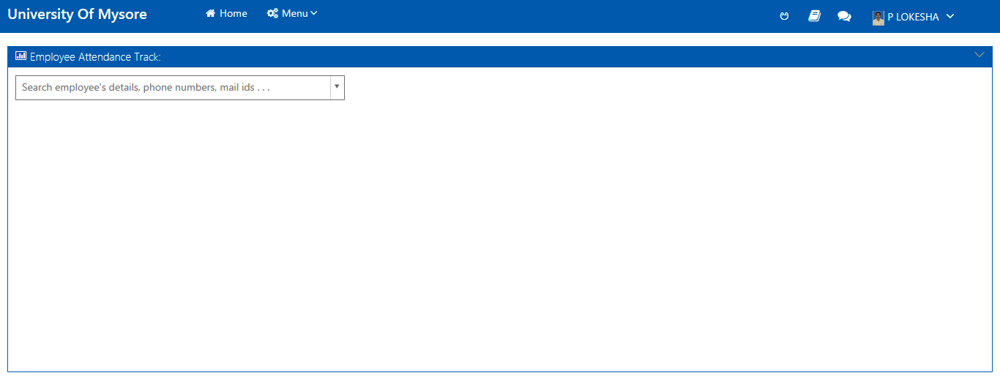 University Of Mysore
Home
Menu
ಅ
P LOKESHA
Employee Attendance Track:
Search employee's details, phone numbers, mail ids . . .